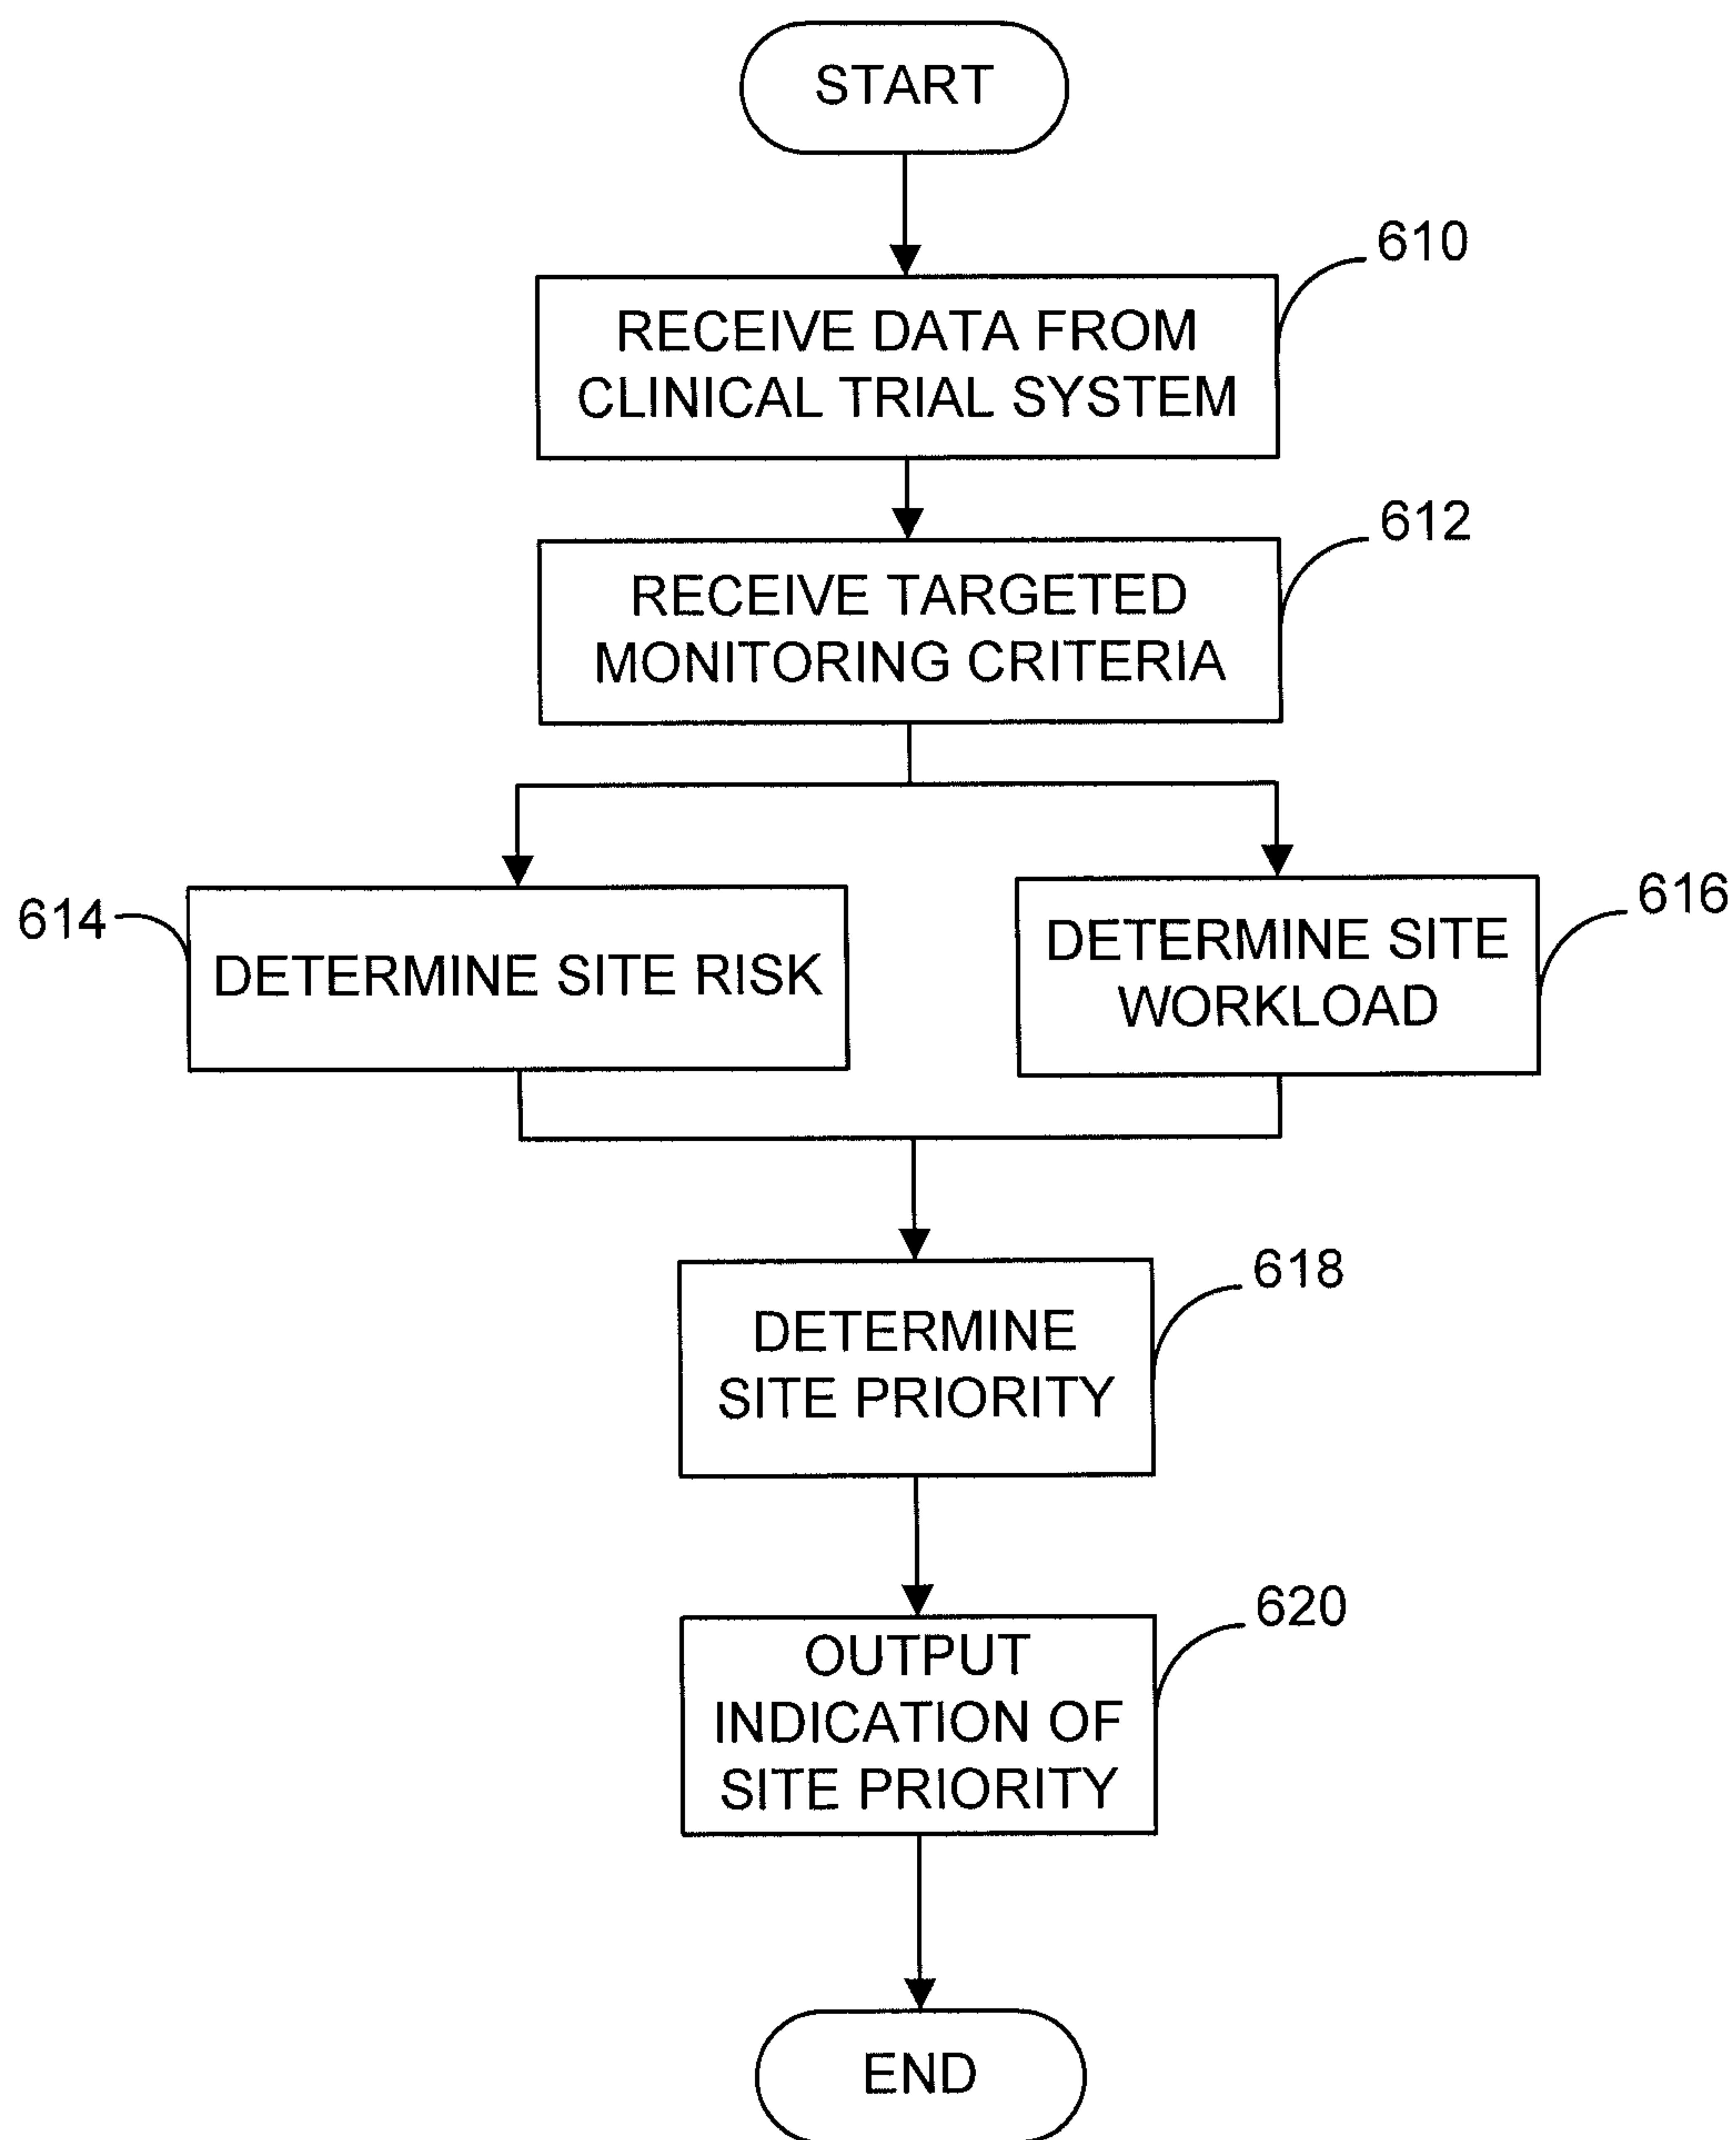 START
610
RECEIVE DATA FROM
CLINICAL TRIAL SYSTEM
612
RECEIVE TARGETED
MONITORING CRITERIA
614
DETERMINE SITE RISK
616
DETERMINE SITE
WORKLOAD
618
DETERMINE
SITE PRIORITY
620
OUTPUT
INDICATION OF
SITE PRIORITY
END